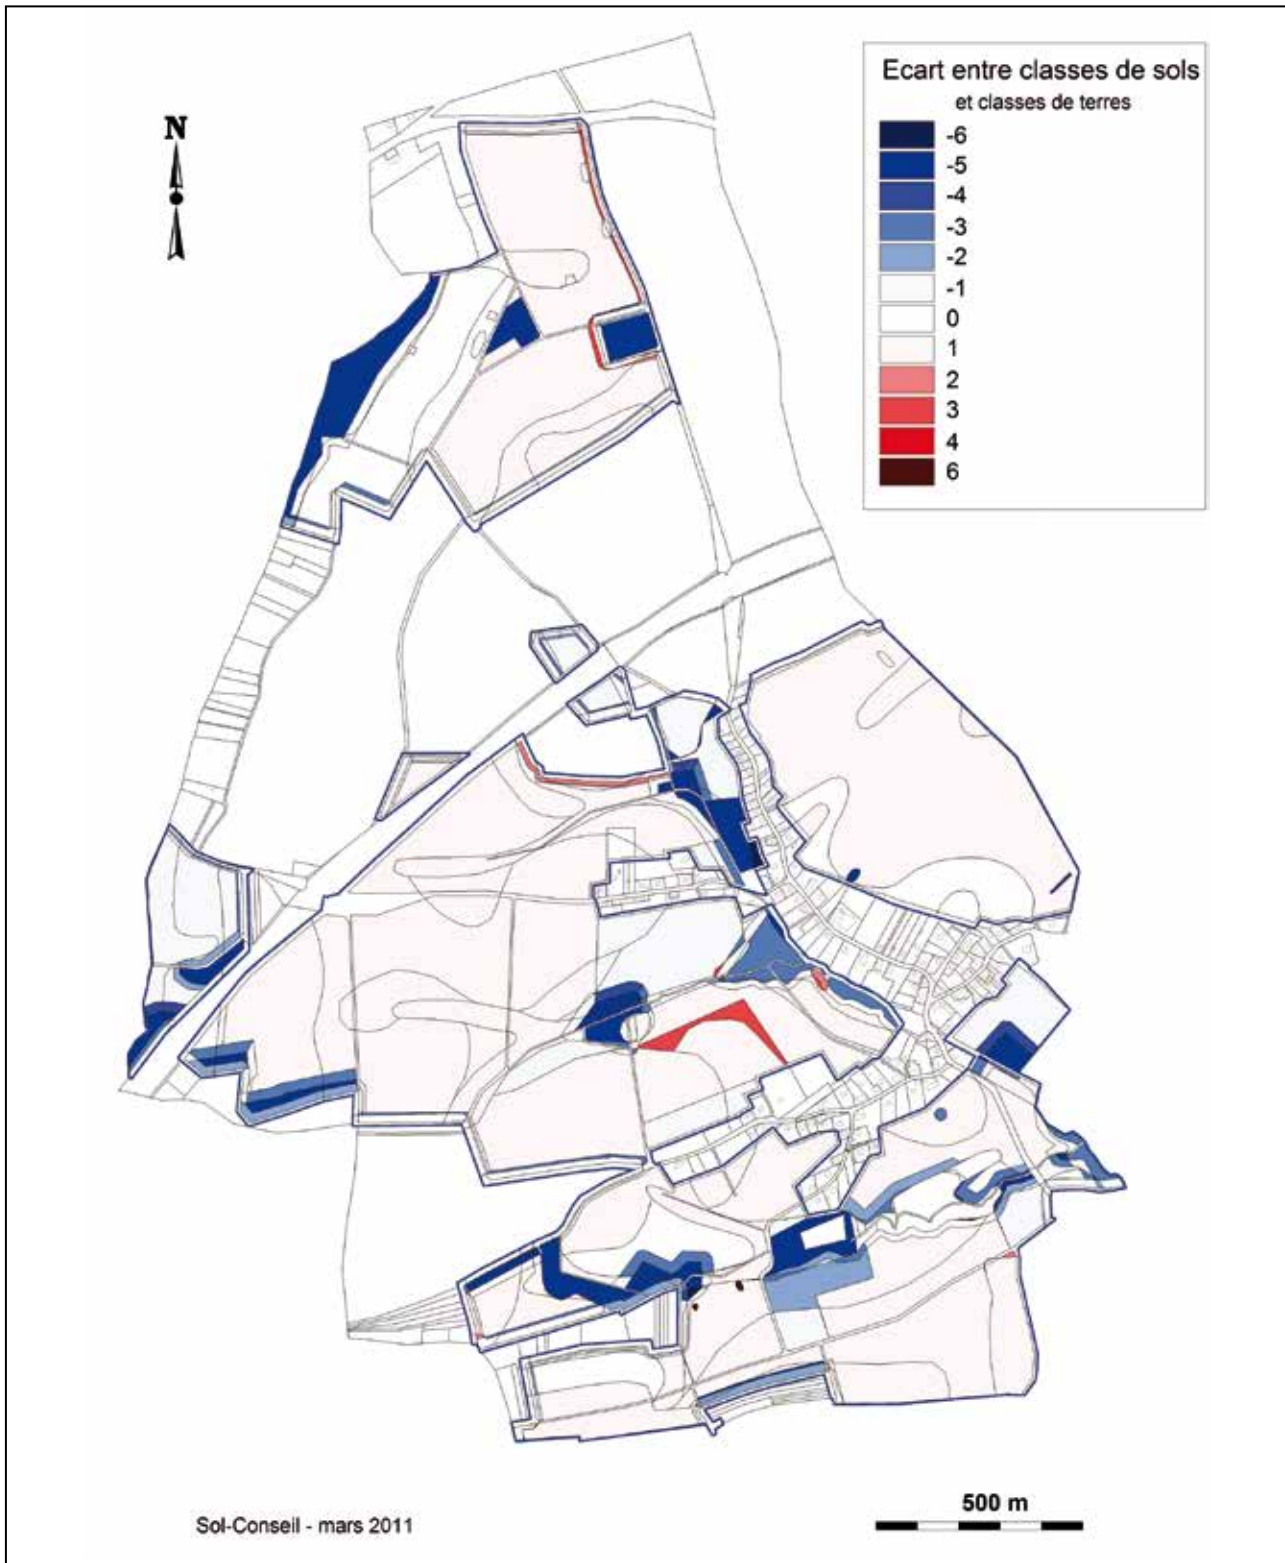 Ecart entre classes de sols
et classes de terres
N
-6
-5
-4
-3
-2
-1
0
1
2
3
4
6
500 m
Sol-Conseil - mars 2011